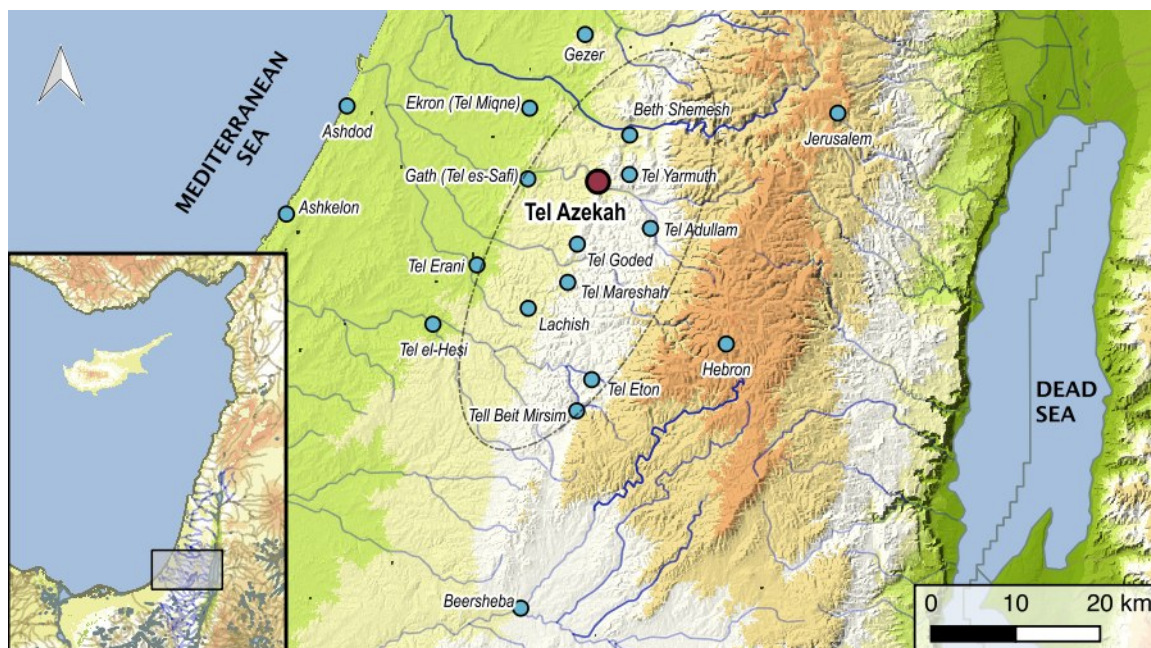 Gezer
MEDITERRANEAN
SEA
Ashdod
Ekron (Tel Miqne)
Beth Shemesh
Jerusalem
Gath (Tel es-Safi)
Tel Yarmuth
Tel Azekah
Ashkelon
Tel Adullam
Tel Goded
Tel Erani
Tel Mareshah
Lachish
Tel el-Hesi
Hebron
Tel Eton
Tell Beit Mirsim
DEAD
SEA
Beersheba
0 10 20 km